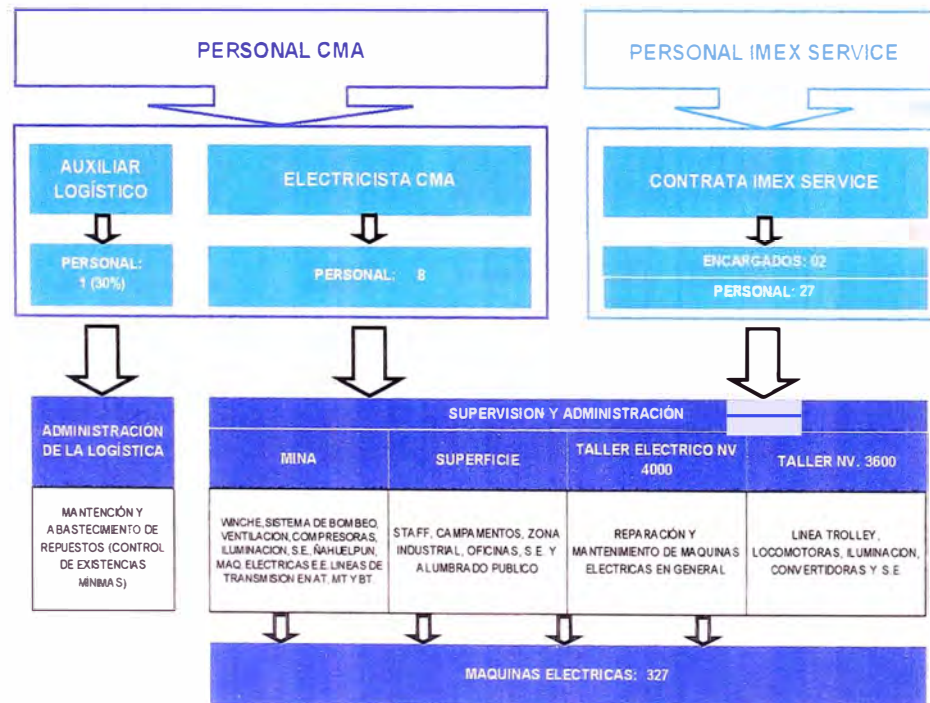 PERSONAL CMA
PERSONAL IMEX SERVICE
AUXILIAR
LOGÍSTICO
ELECTRICISTA CMA
CONTRATA IMEX SERVICE
PERSONAL:
1 (30%)
PERSONAL: 8
ENCARGADOS: 02
PERSONAL: 27
ADMINISTRACIÓN
DE LA LOGÍSTICA
SUPERVISION Y ADMINISTRACIÓN
MINA
SUPERFICIE
TALLER ELECTRICO NV
4000
TALLER NV. 3600
MANTENCIÓN Y
ABASTECIMIENTO DE
REPUESTOS (CONTROL
DE EXISTENCIAS
MÍNIMAS)
WINCHE, SISTEMA DE BOMBEO,
VENTILACION, COMPRESORAS,
ILUMINACION, S.E, ÑAHUELPUN,
MAQ. ELECTRICAS E.E. LINEAS DE
TRANSMISION EN AT, MT Y BT.
STAFF, CAMPAMENTOS, ZONA
INDUSTRIAL, OFICINAS, S.E. Y
ALUMBRADO PUBLICO
REPARACIÓN Y
MANTENIMIENTO DE MAQUINAS
ELECTRICAS EN GENERAL
LINEA TROLLEY,
LOCOMOTORAS, ILUMINACION,
CONVERTIDORAS Y S.E
MAQUINAS ELECTRICAS: 327